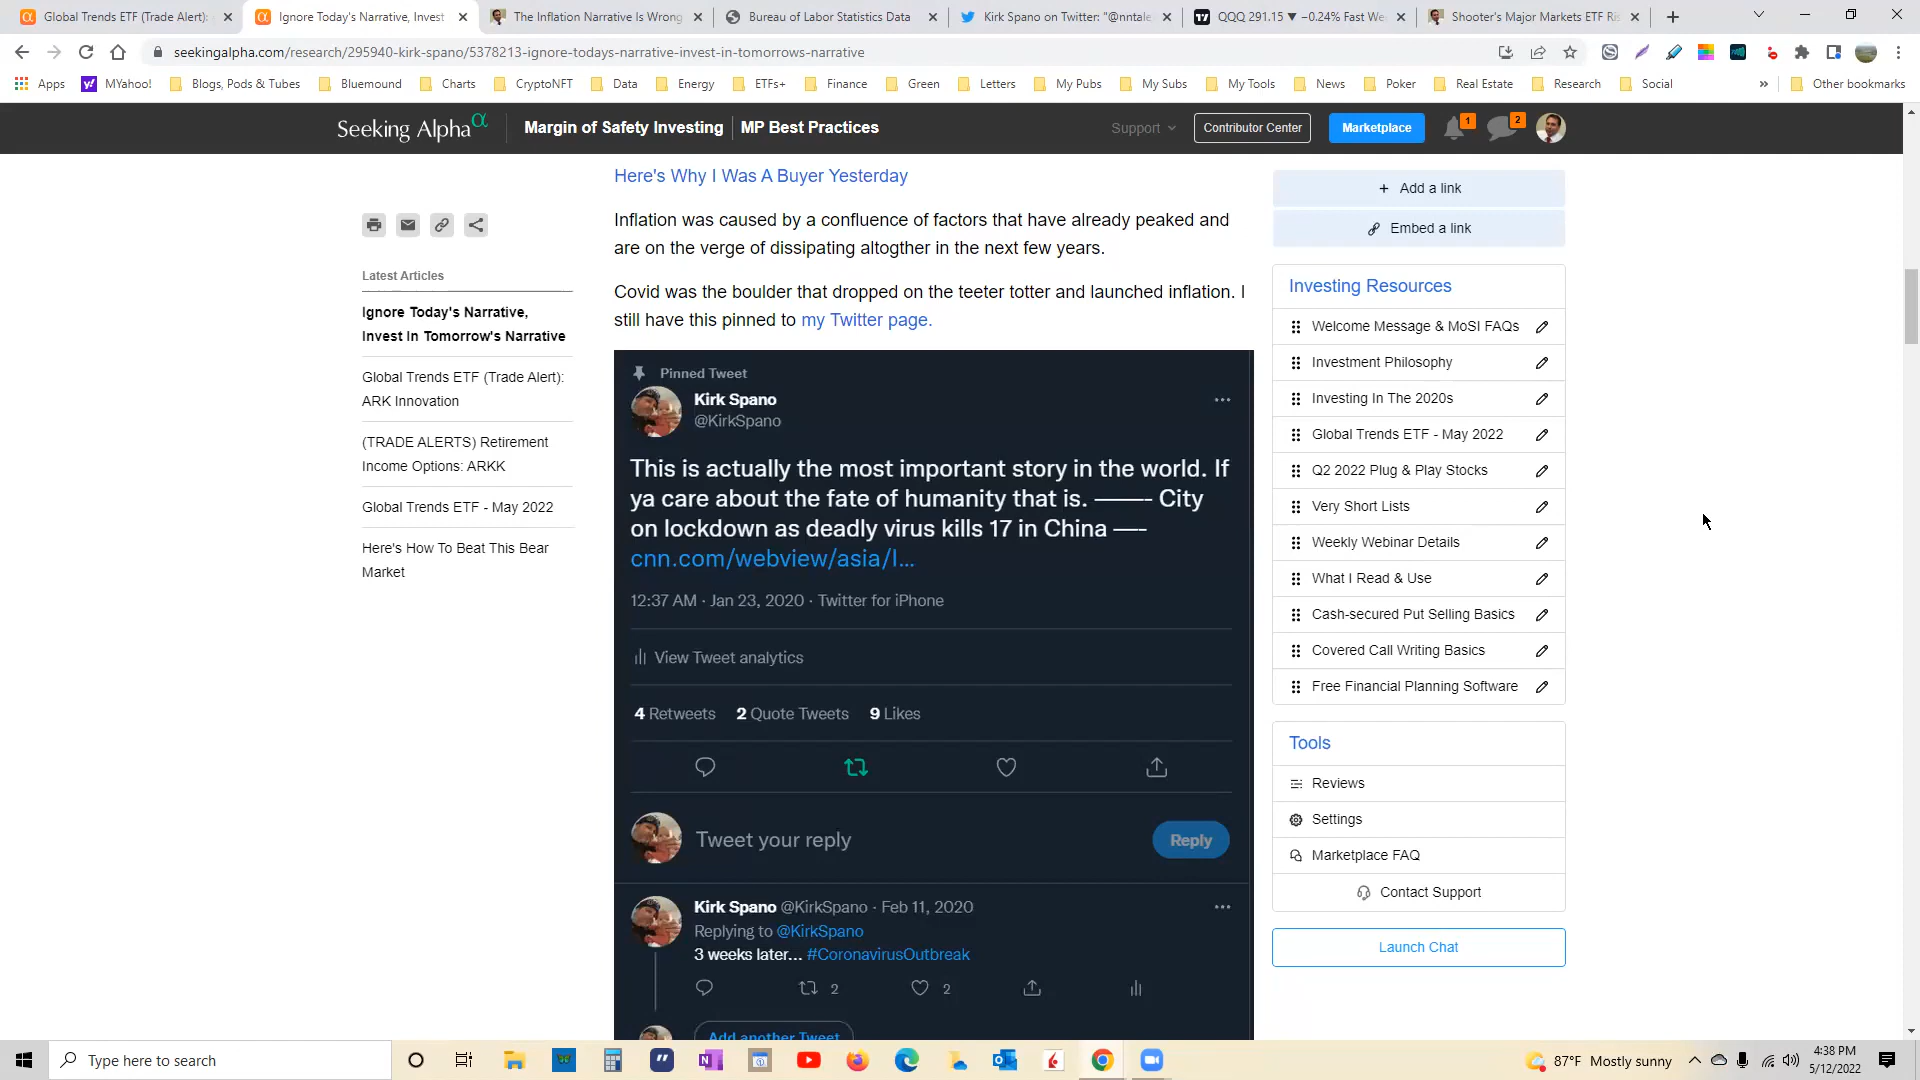 Global Trends ETF (Trade Alert):
Ignore Today's Narrative, Invest
The Inflation Narrative Is Wrong
Bureau of Labor Statistics Data
Kirk Spano on Twitter: "@nntale
QQQ 291.15 ▼ −0.24% Fast We
Shooter's Major Markets ETF Ris
seekingalpha.com/research/295940-kirk-spano/5378213-ignore-todays-narrative-invest-in-tomorrows-narrative
Apps
MYahoo!
Blogs, Pods & Tubes
Bluemound
Charts
CryptoNFT
Data
Energy
ETFs+
Finance
Green
Letters
My Pubs
My Subs
My Tools
News
Poker
Real Estate
Research
Social
»
Other bookmarks
Seeking Alpha α
Margin of Safety Investing
MP Best Practices
Support
Contributor Center
Marketplace
1
2
Here's Why I Was A Buyer Yesterday
Inflation was caused by a confluence of factors that have already peaked and
are on the verge of dissipating altogther in the next few years.
Covid was the boulder that dropped on the teeter totter and launched inflation. I
still have this pinned to my Twitter page.
Latest Articles
Ignore Today's Narrative,
Invest In Tomorrow's Narrative
Global Trends ETF (Trade Alert):
ARK Innovation
(TRADE ALERTS) Retirement
Income Options: ARKK
Global Trends ETF - May 2022
Here's How To Beat This Bear
Market
Pinned Tweet
Kirk Spano
@KirkSpano
This is actually the most important story in the world. If
ya care about the fate of humanity that is. ——- City
on lockdown as deadly virus kills 17 in China —-
cnn.com/webview/asia/l...
12:37 AM · Jan 23, 2020 · Twitter for iPhone
View Tweet analytics
4 Retweets 2 Quote Tweets 9 Likes
Tweet your reply
Reply
Kirk Spano @KirkSpano · Feb 11, 2020
Replying to @KirkSpano
3 weeks later... #CoronavirusOutbreak
2
2
Add another Tweet
+ Add a link
Embed a link
Investing Resources
Welcome Message & MoSI FAQs
Investment Philosophy
Investing In The 2020s
Global Trends ETF - May 2022
Q2 2022 Plug & Play Stocks
Very Short Lists
Weekly Webinar Details
What I Read & Use
Cash-secured Put Selling Basics
Covered Call Writing Basics
Free Financial Planning Software
Tools
Reviews
Settings
Marketplace FAQ
Contact Support
Launch Chat
Type here to search
87°F Mostly sunny
4:38 PM
5/12/2022